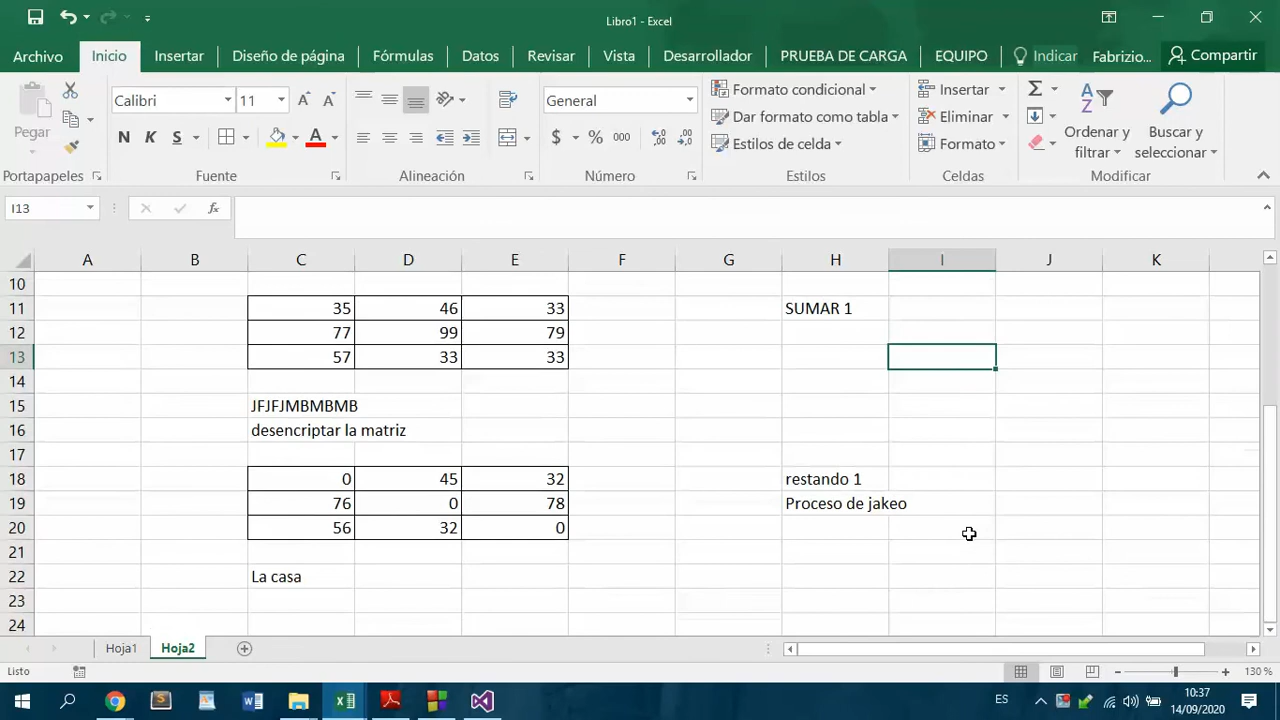 Libro1 - Excel
Archivo Inicio Insertar Diseño de página Fórmulas Datos Revisar Vista Desarrollador PRUEBA DE CARGA EQUIPO Indicar Fabrizio... Compartir
Pegar
Calibri 11
General
Formato condicional
Dar formato como tabla
Estilos de celda
Insertar
Eliminar
Formato
Ordenar y filtrar
Buscar y seleccionar
N K S A $ % 000
Portapapeles Fuente Alineación Número Estilos Celdas Modificar
I13 fx
A B C D E F G H I J K
10
11 35 46 33 SUMAR 1
12 77 99 79
13 57 33 33
14
15 JFJFJMBMBMB
16 desencriptar la matriz
17
18 0 45 32 restando 1
19 76 0 78 Proceso de jakeo
20 56 32 0
21
22 La casa
23
24
Hoja1 Hoja2
Listo 130 %
ES 10:37
14/09/2020